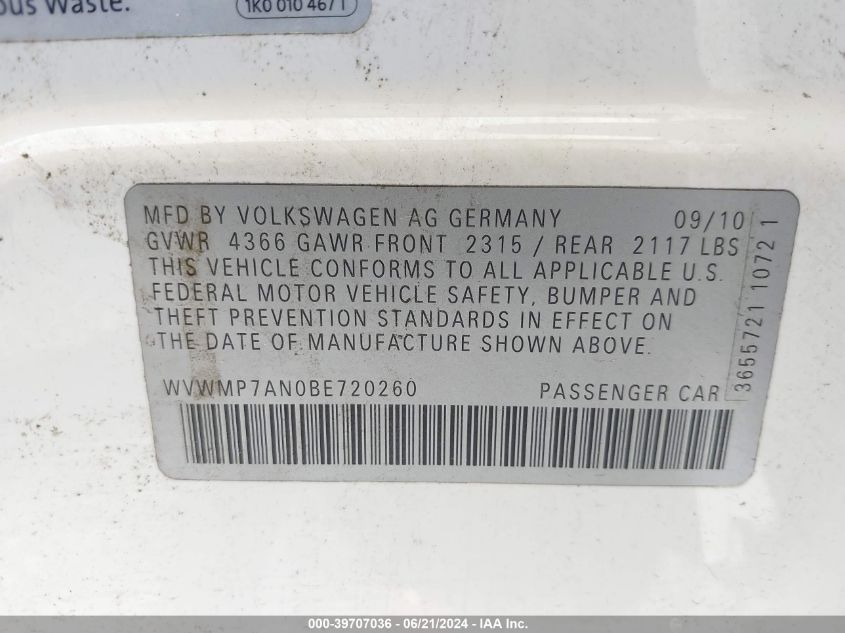 ous Waste.
1K0 010 467 T
MFD BY VOLKSWAGEN AG GERMANY 09/10
GVWR 4366 GAWR FRONT 2315 / REAR 2117 LBS
THIS VEHICLE CONFORMS TO ALL APPLICABLE U.S.
FEDERAL MOTOR VEHICLE SAFETY, BUMPER AND
THEFT PREVENTION STANDARDS IN EFFECT ON
THE DATE OF MANUFACTURE SHOWN ABOVE.
WVWMP7AN0BE720260 PASSENGER CAR
3655721 1072 1
000-39707036 - 06/21/2024 - IAA Inc.